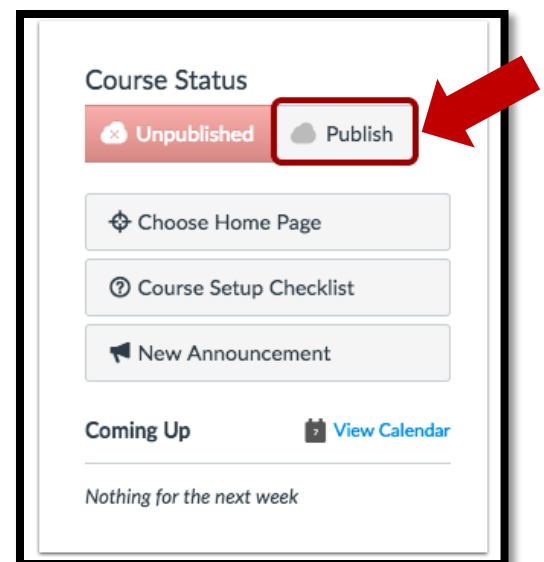 Course Status
Unpublished Publish
Choose Home Page
Course Setup Checklist
New Announcement
Coming Up 7 View Calendar
Nothing for the next week